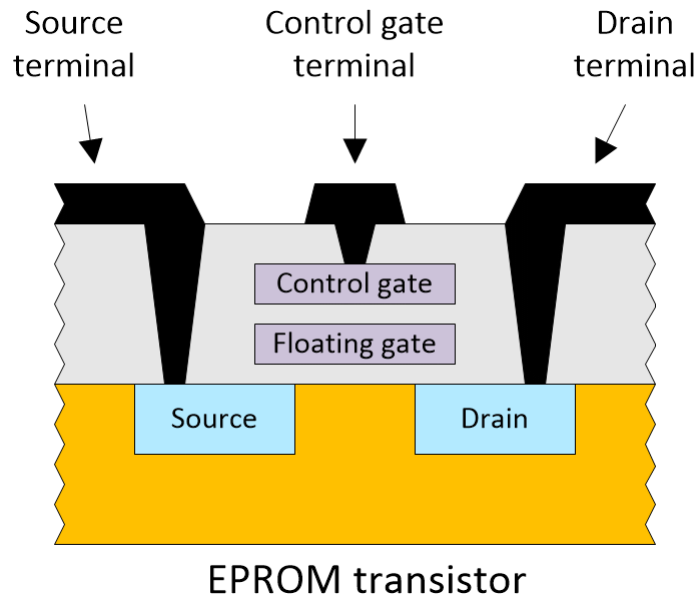 Source
terminal
Control gate
terminal
Drain
terminal
Control gate
Floating gate
Source
Drain
EPROM transistor